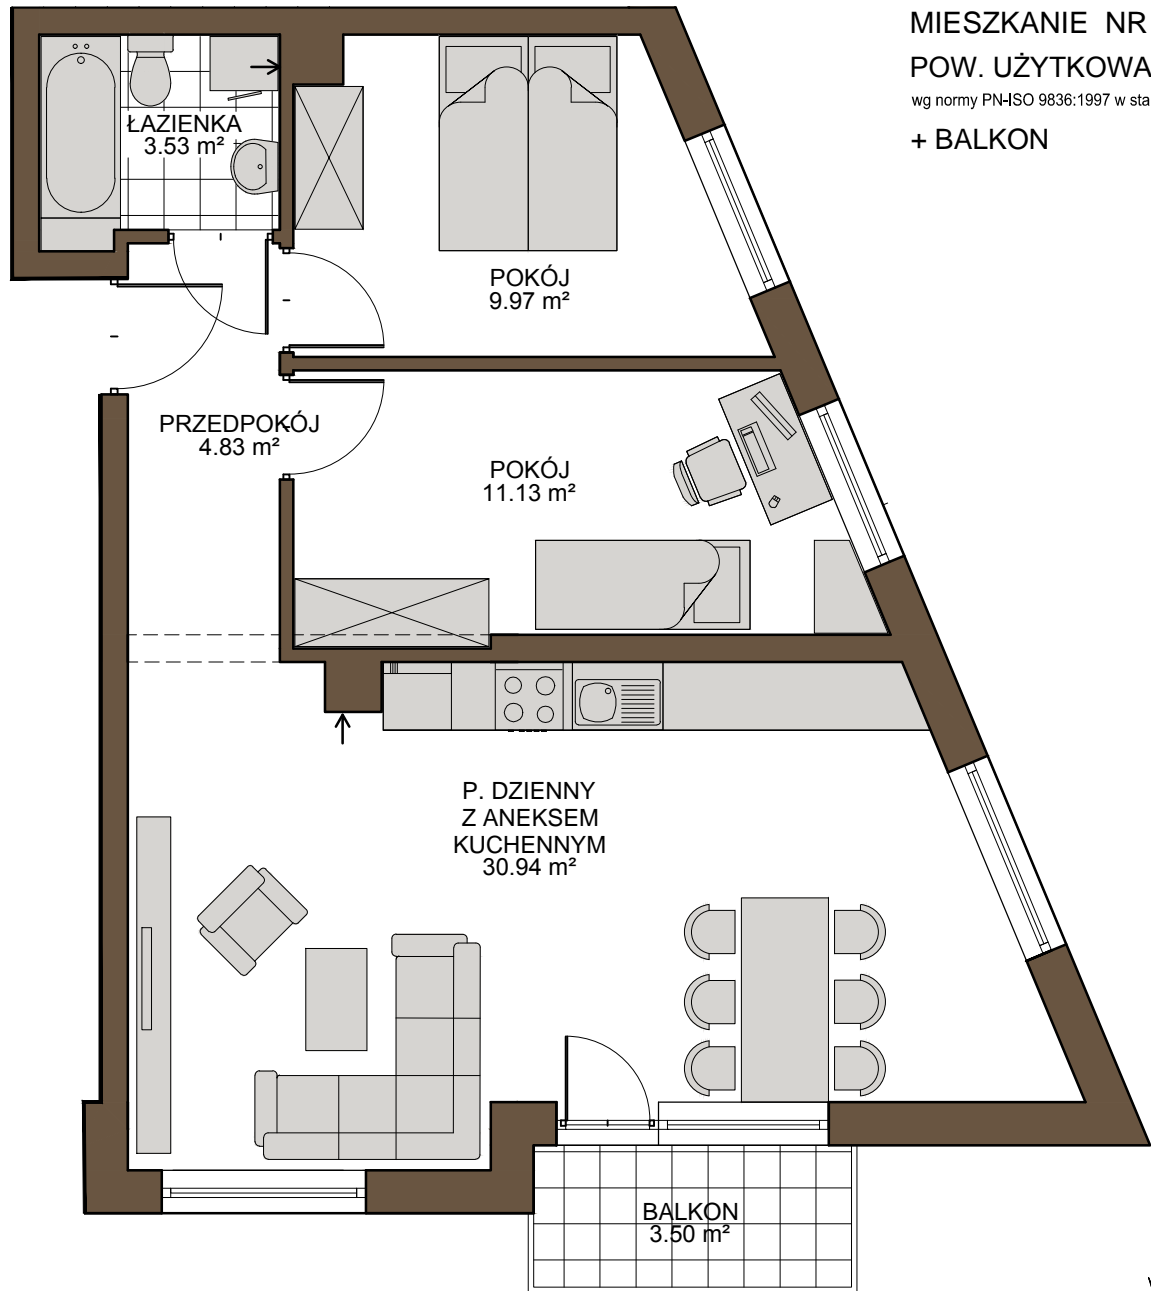 MIESZKANIE NR
POW. UŻYTKOWA
wg normy PN-ISO 9836:1997 w sta
+ BALKON
ŁAZIENKA
3.53 m²
POKÓJ
9.97 m²
PRZEDPOKÓJ
4.83 m²
POKÓJ
11.13 m²
P. DZIENNY
Z ANEKSEM
KUCHENNYM
30.94 m²
BALKON
3.50 m²